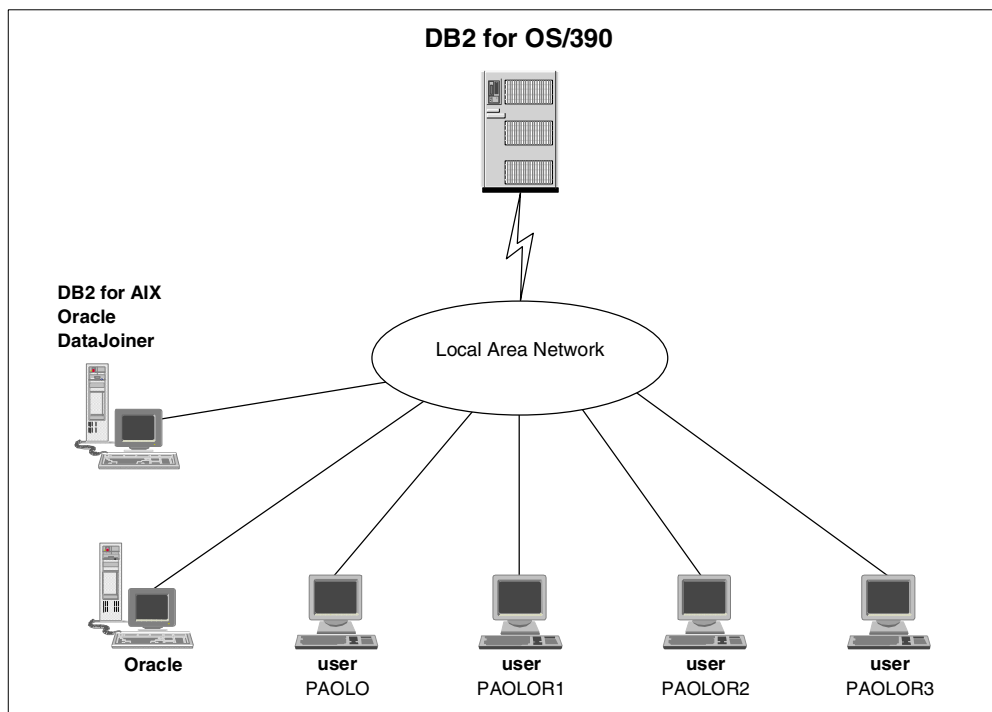 DB2 for OS/390
DB2 for AIX
Oracle
DataJoiner
Local Area Network
Oracle
user
PAOLO
user
PAOLOR1
user
PAOLOR2
user
PAOLOR3